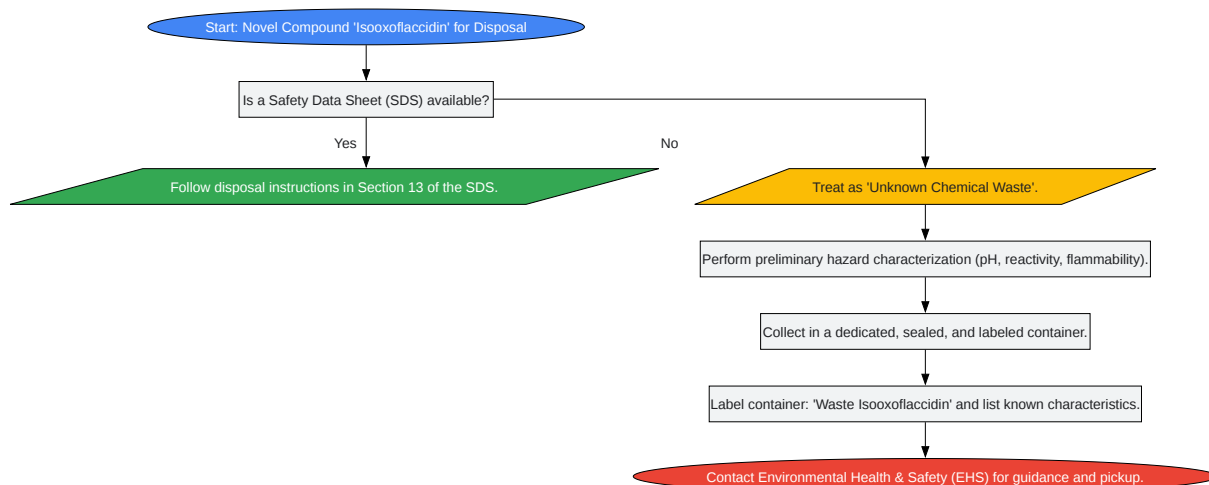 Start: Novel Compound 'Isooxoflaccidin' for Disposal
Is a Safety Data Sheet (SDS) available?
Yes
No
Follow disposal instructions in Section 13 of the SDS.
Treat as 'Unknown Chemical Waste'.
Perform preliminary hazard characterization (pH, reactivity, flammability).
Collect in a dedicated, sealed, and labeled container.
Label container: 'Waste Isooxoflaccidin' and list known characteristics.
Contact Environmental Health & Safety (EHS) for guidance and pickup.